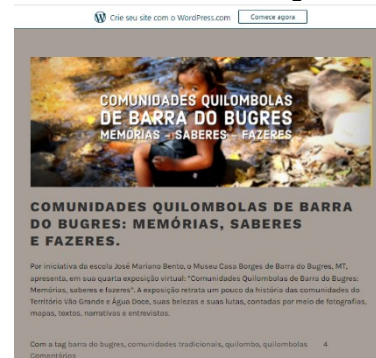 Crie seu site com o WordPress.com Comece agora
COMUNIDADES QUILOMBOLAS
DE BARRA DO BUGRES
MEMÓRIAS - SABERES - FAZERES
COMUNIDADES QUILOMBOLAS DE BARRA
DO BUGRES: MEMÓRIAS, SABERES
E FAZERES.
Por iniciativa da escola José Mariano Bento, o Museu Casa Borges de Barra do Bugres, MT,
apresenta, em sua quarta exposição virtual: "Comunidades Quilombolas de Barra do Bugres:
Memórias, saberes e fazeres". A exposição retrata um pouco da história das comunidades do
Território Vão Grande e Água Doce, suas belezas e suas lutas, contadas por meio de fotografias,
mapas, textos, narrativas e entrevistas.
Com a tag barra do bugres, comunidades tradicionais, quilombo, quilombolas 4
Comentários